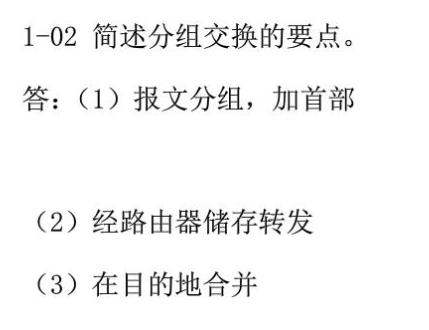 1-02 简述分组交换的要点。
答：（1）报文分组，加首部
（2）经路由器储存转发
（3）在目的地合并